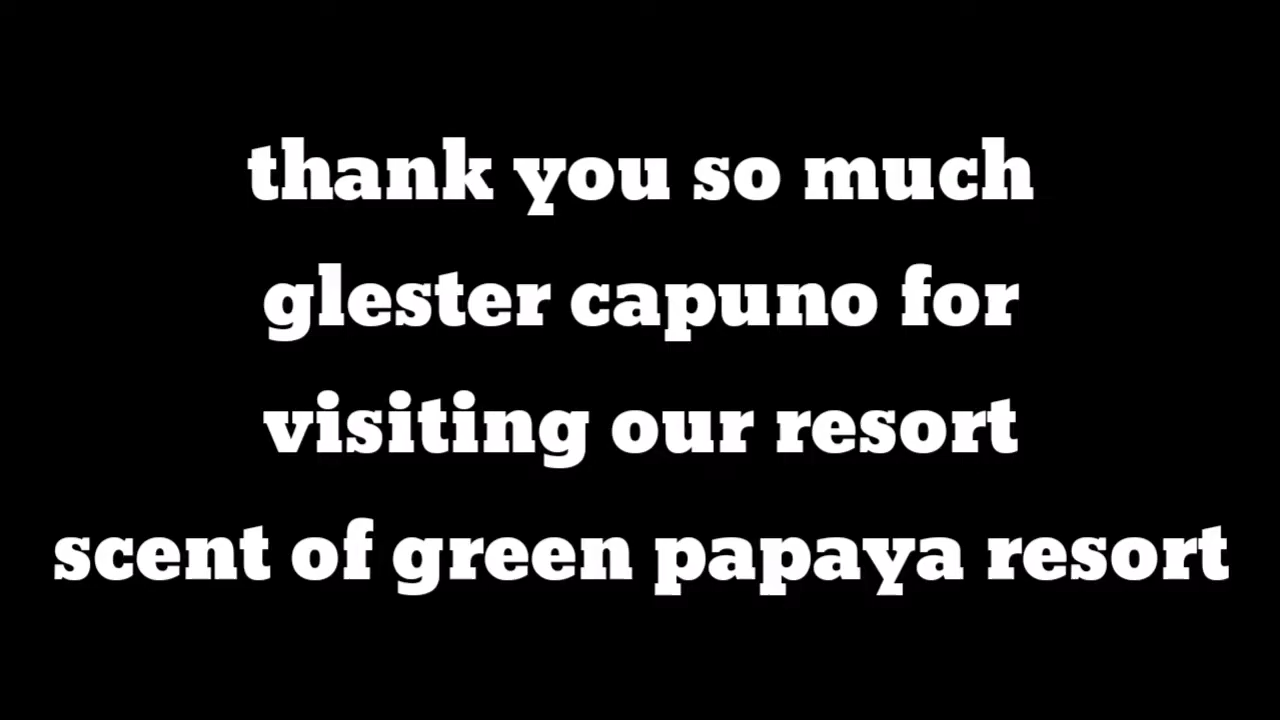 thank you so much
glester capuno for
visiting our resort
scent of green papaya resort